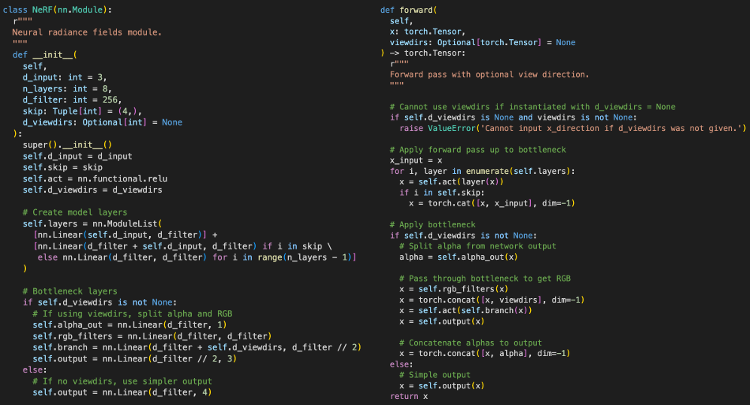 class NeRF(nn.Module):
  r"""
  Neural radiance fields module.
  """
  def __init__(
    self,
    d_input: int = 3,
    n_layers: int = 8,
    d_filter: int = 256,
    skip: Tuple[int] = (4,),
    d_viewdirs: Optional[int] = None
  ):
    super().__init__()
    self.d_input = d_input
    self.skip = skip
    self.act = nn.functional.relu
    self.d_viewdirs = d_viewdirs

    # Create model layers
    self.layers = nn.ModuleList(
      [nn.Linear(self.d_input, d_filter)] +
      [nn.Linear(d_filter + self.d_input, d_filter) if i in skip \
       else nn.Linear(d_filter, d_filter) for i in range(n_layers - 1)]
    )

    # Bottleneck layers
    if self.d_viewdirs is not None:
      # If using viewdirs, split alpha and RGB
      self.alpha_out = nn.Linear(d_filter, 1)
      self.rgb_filters = nn.Linear(d_filter, d_filter)
      self.branch = nn.Linear(d_filter + self.d_viewdirs, d_filter // 2)
      self.output = nn.Linear(d_filter // 2, 3)
    else:
      # If no viewdirs, use simpler output
      self.output = nn.Linear(d_filter, 4)

def forward(
  self,
  x: torch.Tensor,
  viewdirs: Optional[torch.Tensor] = None
) -> torch.Tensor:
  r"""
  Forward pass with optional view direction.
  """

  # Cannot use viewdirs if instantiated with d_viewdirs = None
  if self.d_viewdirs is None and viewdirs is not None:
    raise ValueError('Cannot input x_direction if d_viewdirs was not given.')

  # Apply forward pass up to bottleneck
  x_input = x
  for i, layer in enumerate(self.layers):
    x = self.act(layer(x))
    if i in self.skip:
      x = torch.cat([x, x_input], dim=-1)

  # Apply bottleneck
  if self.d_viewdirs is not None:
    # Split alpha from network output
    alpha = self.alpha_out(x)

    # Pass through bottleneck to get RGB
    x = self.rgb_filters(x)
    x = torch.concat([x, viewdirs], dim=-1)
    x = self.act(self.branch(x))
    x = self.output(x)

    # Concatenate alphas to output
    x = torch.concat([x, alpha], dim=-1)
  else:
    # Simple output
    x = self.output(x)
  return x